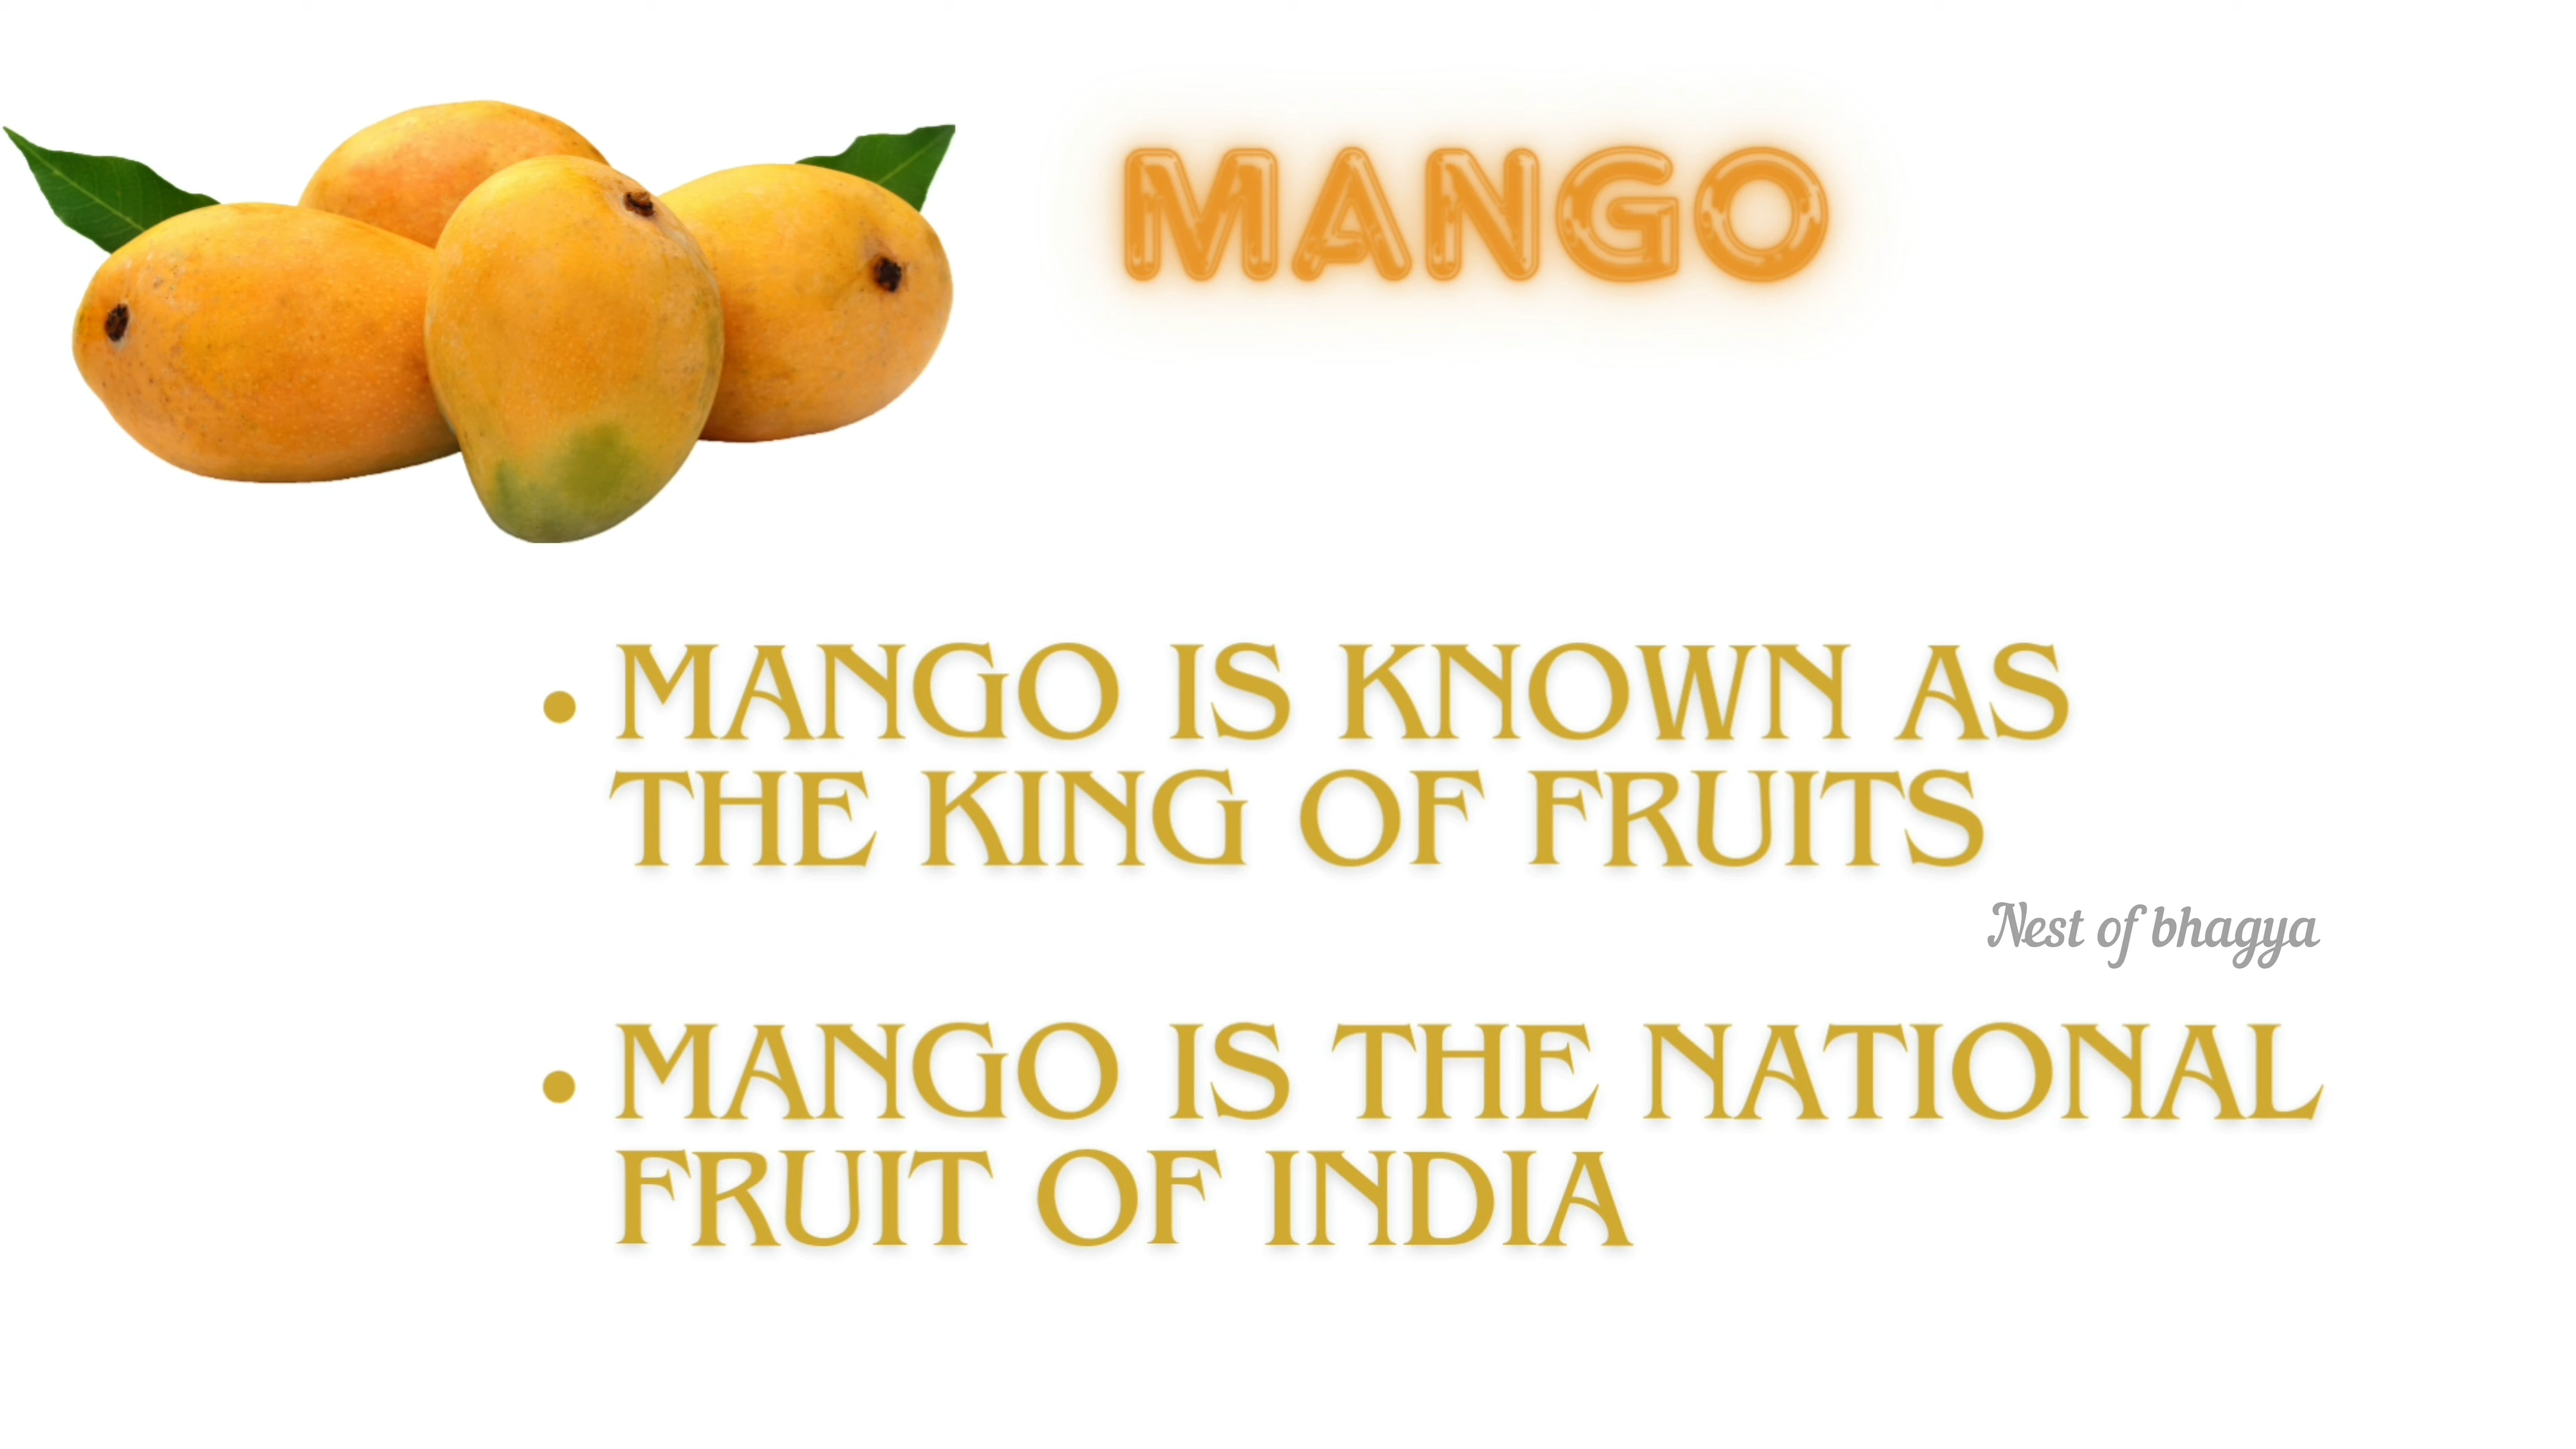 MANGO
• MANGO IS KNOWN AS
THE KING OF FRUITS
Nest of bhagya
• MANGO IS THE NATIONAL
FRUIT OF INDIA